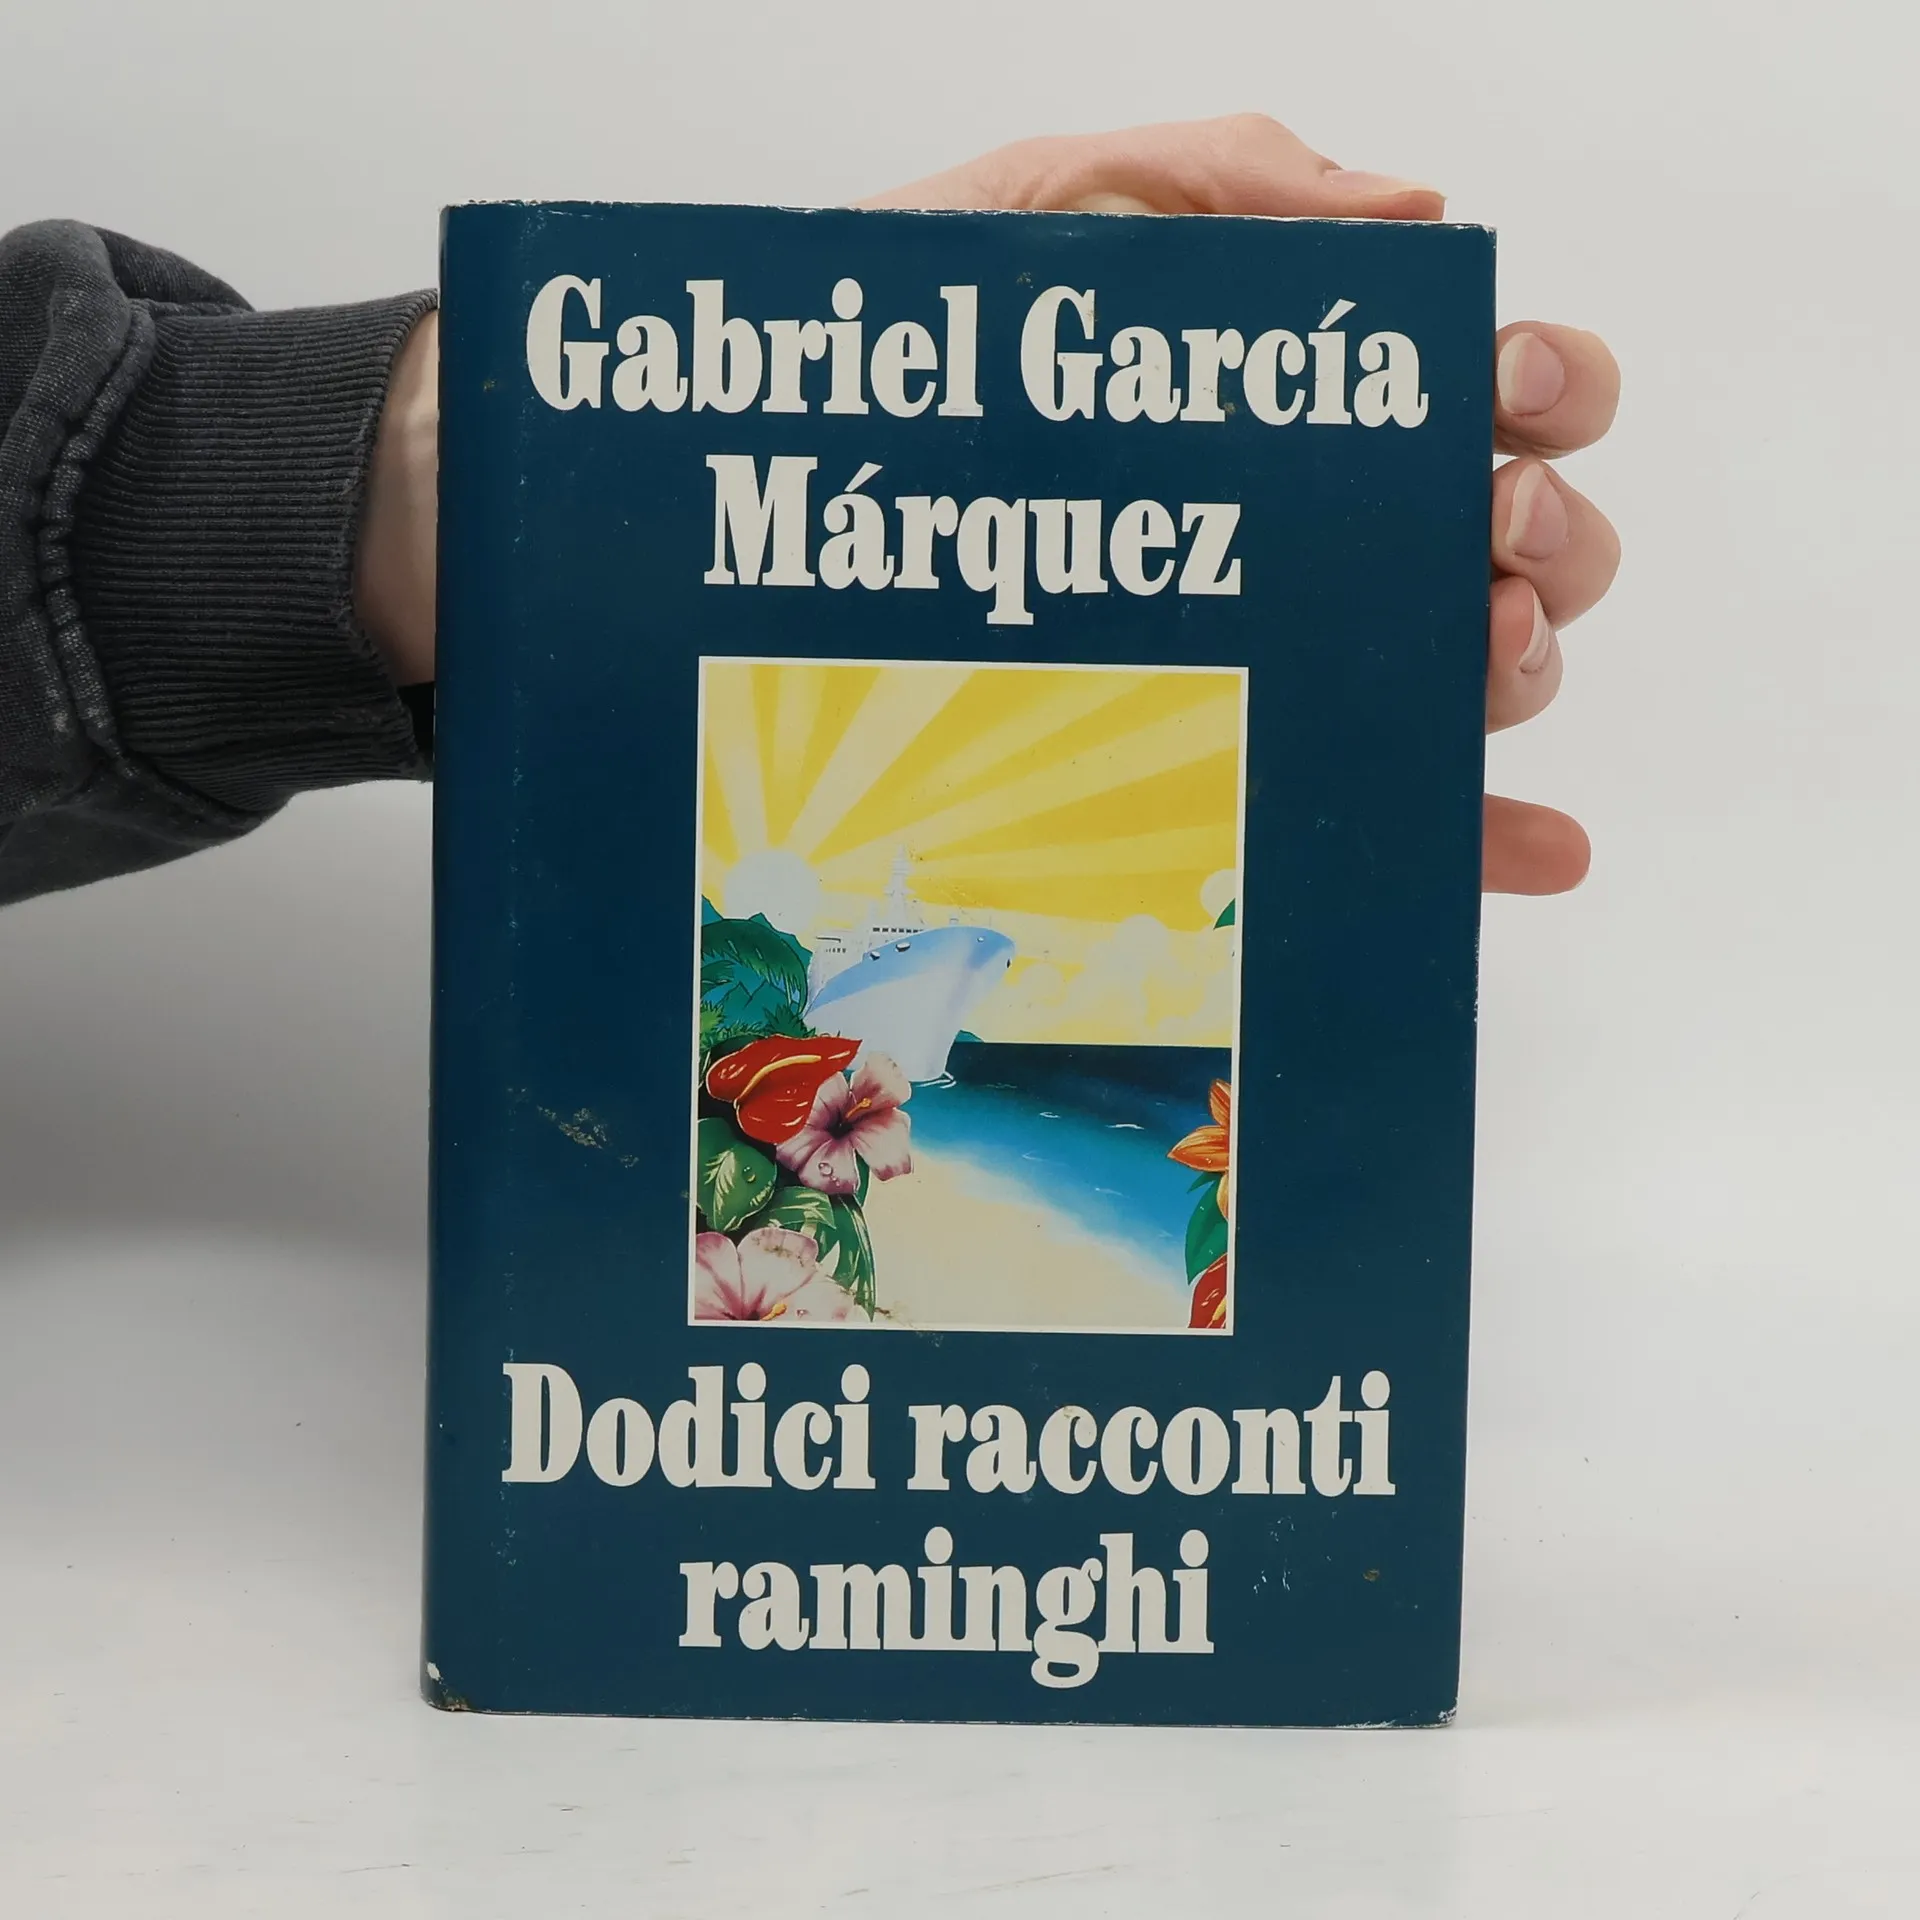 Gabriel García
Márquez
Dodici racconti
raminghi